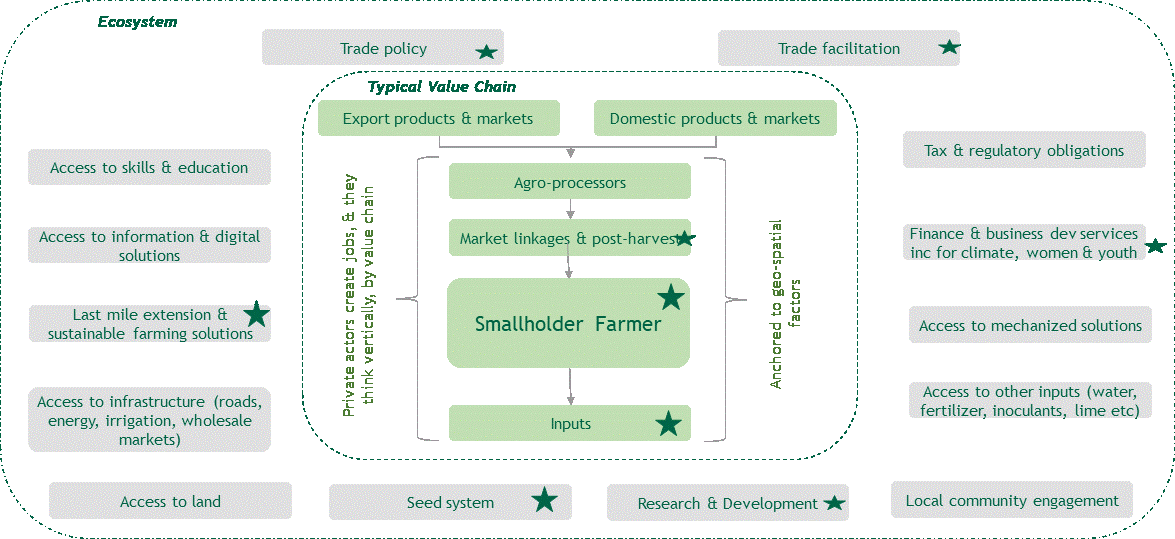 Ecosystem
Trade policy
Trade facilitation
Typical Value Chain
Export products & markets
Domestic products & markets
Access to skills & education
Access to information & digital
solutions
Last mile extension &
sustainable farming solutions
Access to infrastructure (roads,
energy, irrigation, wholesale
markets)
Private actors create jobs, & they
think vertically, by value chain
Agro-processors
Market linkages & post-harvest
Smallholder Farmer
Inputs
Anchored to geo-spatial
factors
Tax & regulatory obligations
Finance & business dev services
inc for climate, women & youth
Access to mechanized solutions
Access to other inputs (water,
fertilizer, inoculants, lime etc)
Access to land
Seed system
Research & Development
Local community engagement